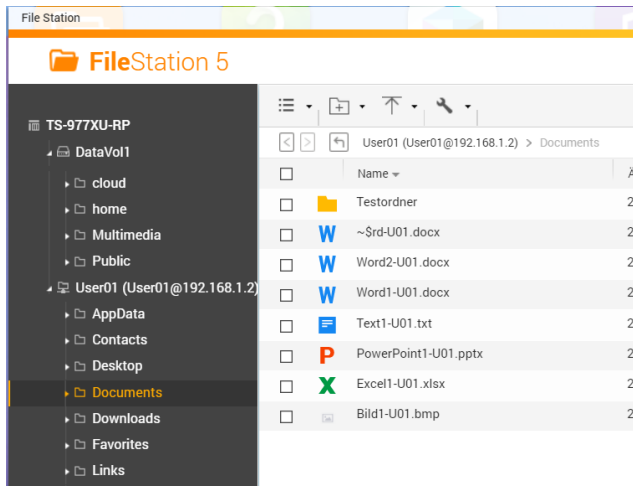 File Station
FileStation 5
TS-977XU-RP
DataVol1
cloud
home
Multimedia
Public
User01 (User01@192.168.1.2)
AppData
Contacts
Desktop
Documents
Downloads
Favorites
Links
User01 (User01@192.168.1.2) > Documents
Name
Testordner
~$rd-U01.docx
Word2-U01.docx
Word1-U01.docx
Text1-U01.txt
PowerPoint1-U01.pptx
Excel1-U01.xlsx
Bild1-U01.bmp